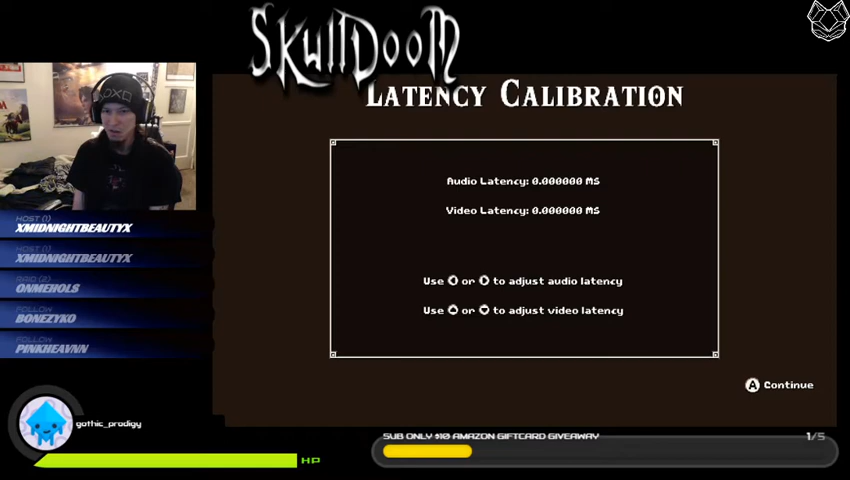 SKullDooM
LATENCY CALIBRATION
Audio Latency: 0.000000 MS
Video Latency: 0.000000 MS
Use or to adjust audio latency
Use or to adjust video latency
A Continue
HOST (1)
XMIDNIGHTBEAUTYX
HOST (1)
XMIDNIGHTBEAUTYX
RAID (2)
ONMEHOLS
FOLLOW
BONEZYKO
FOLLOW
PINKHEAVNN
gothic_prodigy
HP
SUB ONLY $10 AMAZON GIFTCARD GIVEAWAY
1/5